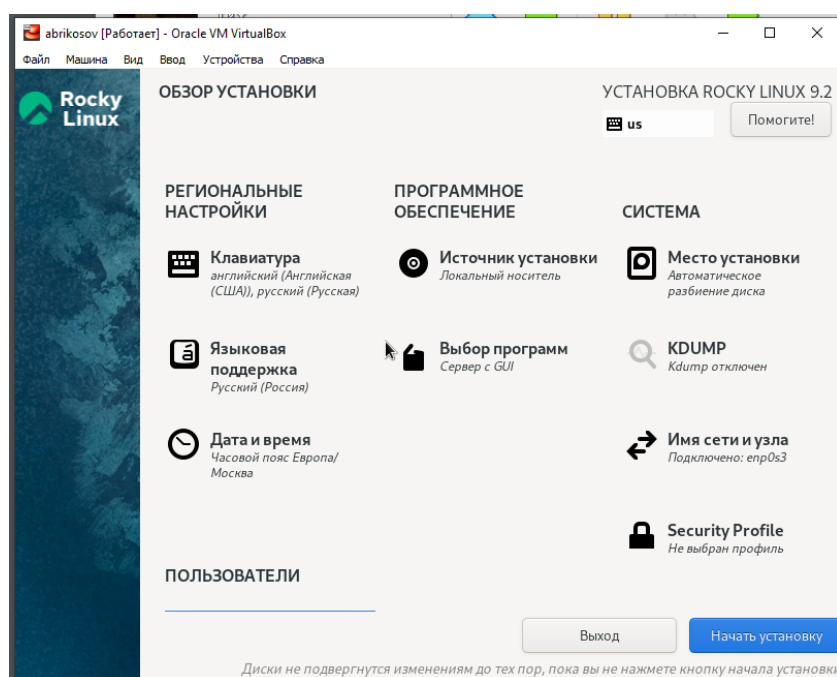 abrikosov [Работает] - Oracle VM VirtualBox
Файл Машина Вид Ввод Устройства Справка
Rocky
Linux
ОБЗОР УСТАНОВКИ
УСТАНОВКА ROCKY LINUX 9.2
us
Помогите!
РЕГИОНАЛЬНЫЕ
НАСТРОЙКИ
Клавиатура
английский (Английская
(США)), русский (Русская)
Языковая
поддержка
Русский (Россия)
Дата и время
Часовой пояс Европа/
Москва
ПРОГРАММНОЕ
ОБЕСПЕЧЕНИЕ
Источник установки
Локальный носитель
Выбор программ
Сервер с GUI
СИСТЕМА
Место установки
Автоматическое
разбиение диска
KDUMP
Kdump отключен
Имя сети и узла
Подключено: enp0s3
Security Profile
Не выбран профиль
ПОЛЬЗОВАТЕЛИ
Выход
Начать установку
Диски не подвергнутся изменениям до тех пор, пока вы не нажмете кнопку начала установки